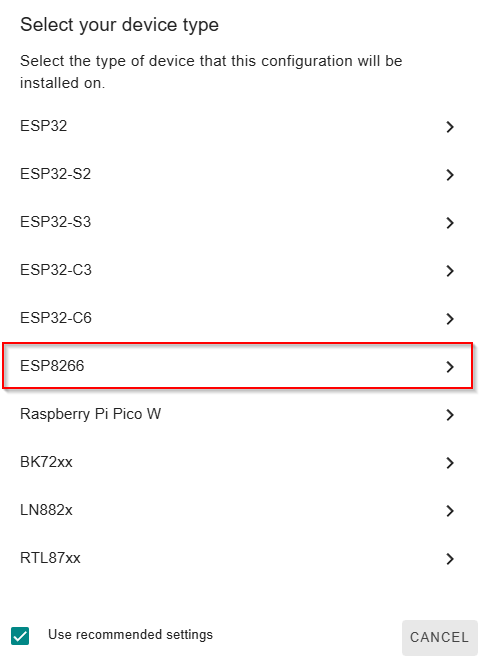 Select your device type
Select the type of device that this configuration will be
installed on.
ESP32
ESP32-S2
ESP32-S3
ESP32-C3
ESP32-C6
ESP8266
Raspberry Pi Pico W
BK72xx
LN882x
RTL87xx
Use recommended settings
CANCEL